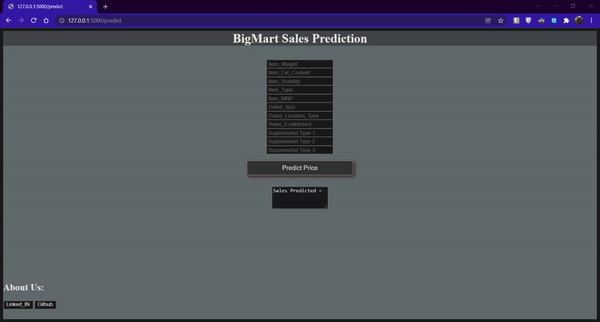 127.0.0.1:5000/predict
127.0.0.1:5000/predict
BigMart Sales Prediction
Item_Weight
Item_Fat_Content
Item_Visibility
Item_Type
Item_MRP
Outlet_Size
Outlet_Location_Type
Years_Established
Supermarket Type 1
Supermarket Type 2
Supermarket Type 3
Predict Price
Sales Predicted =
About Us:
Linked_IN Github